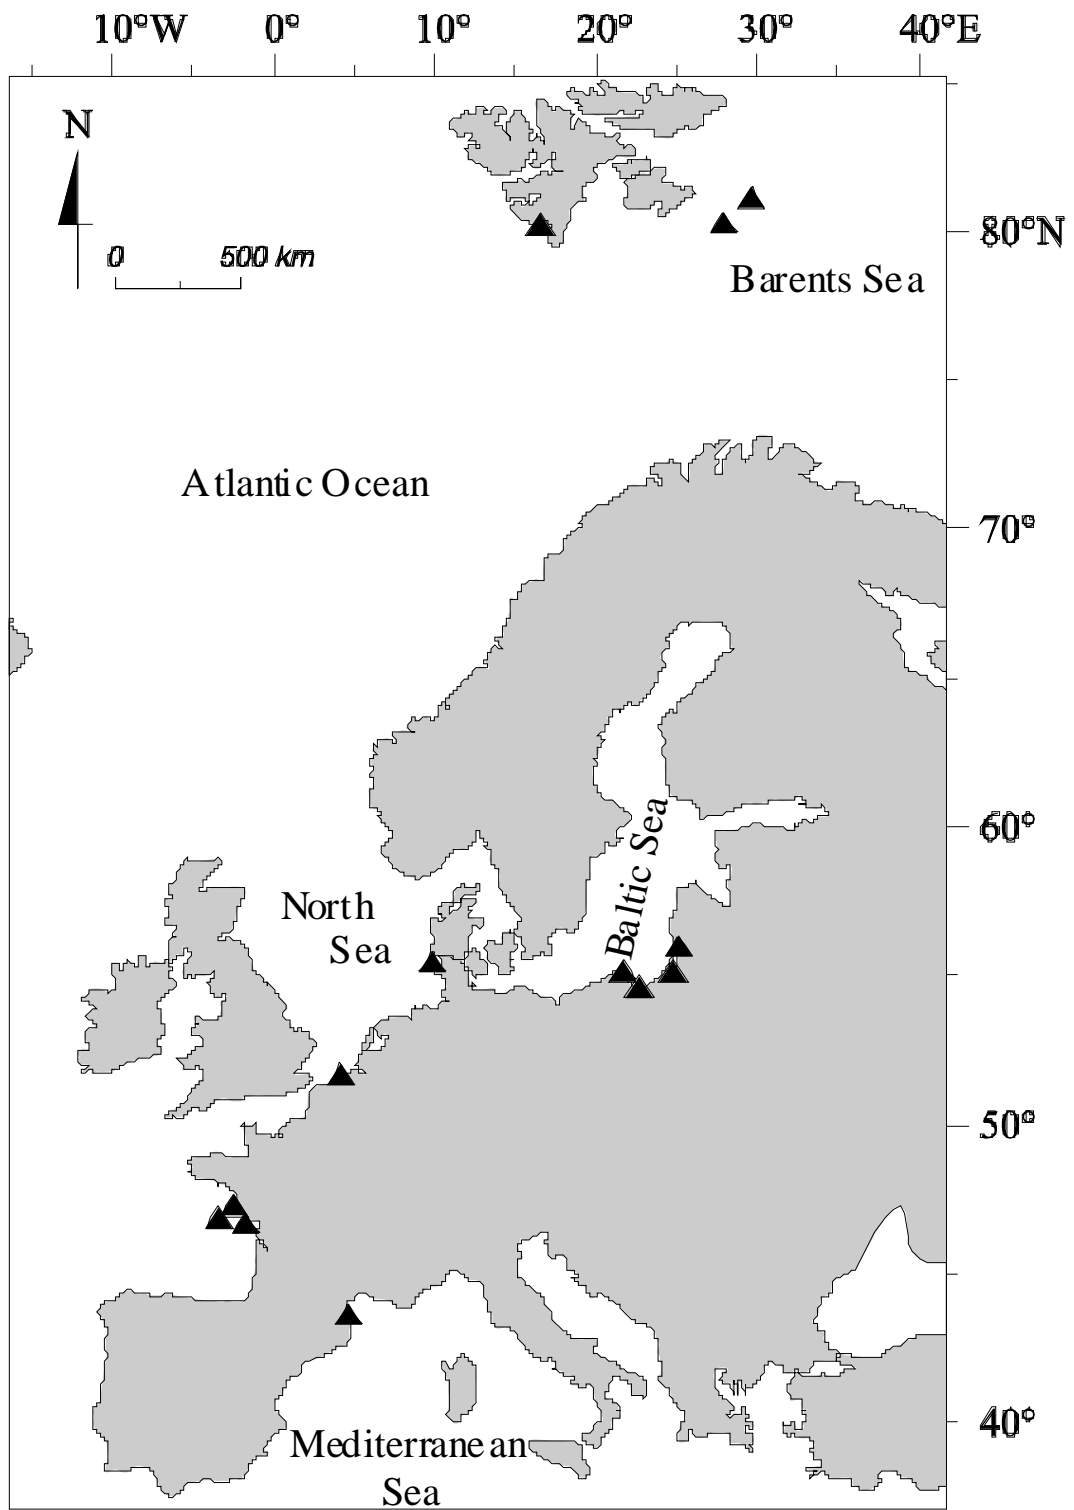 10°W 0° 10° 20° 30° 40°E
N
0 500 km
80°N
Barents Sea
Atlantic Ocean
70°
60°
Baltic Sea
North
Sea
50°
40°
Mediterranean
Sea